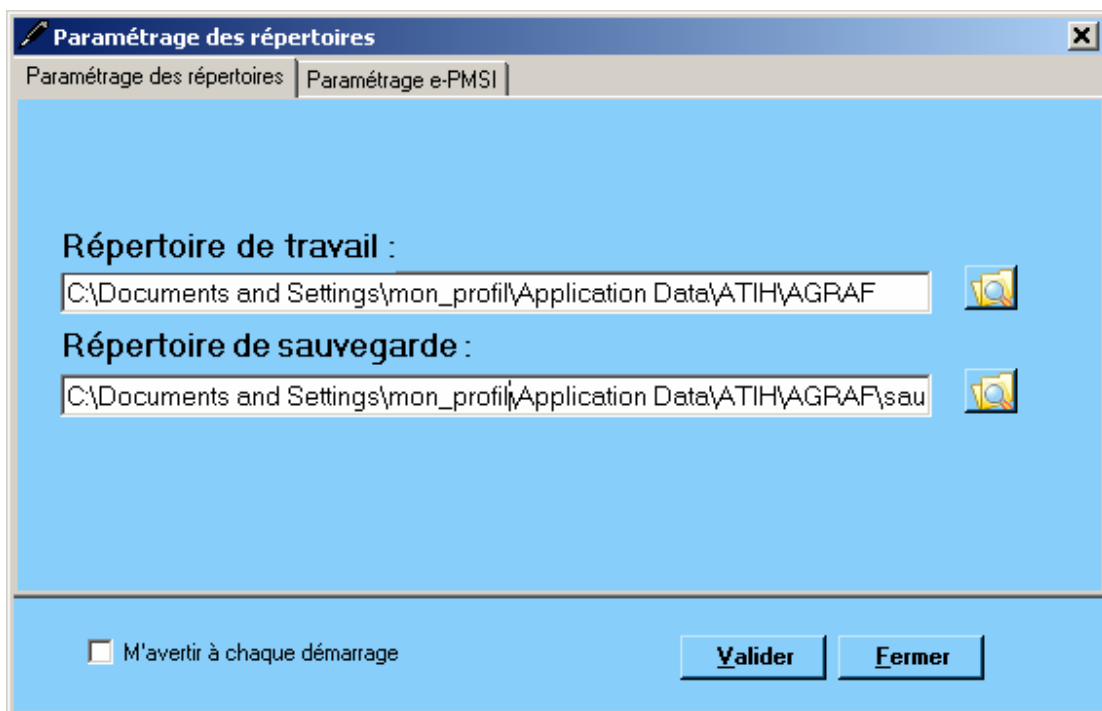 Paramétrage des répertoires
Paramétrage des répertoires Paramétrage e-PMSI
Répertoire de travail :
C:\Documents and Settings\mon_profil\Application Data\ATIH\AGRAF
Répertoire de sauvegarde :
C:\Documents and Settings\mon_profil\Application Data\ATIH\AGRAF\sau
M'avertir à chaque démarrage Valider Fermer